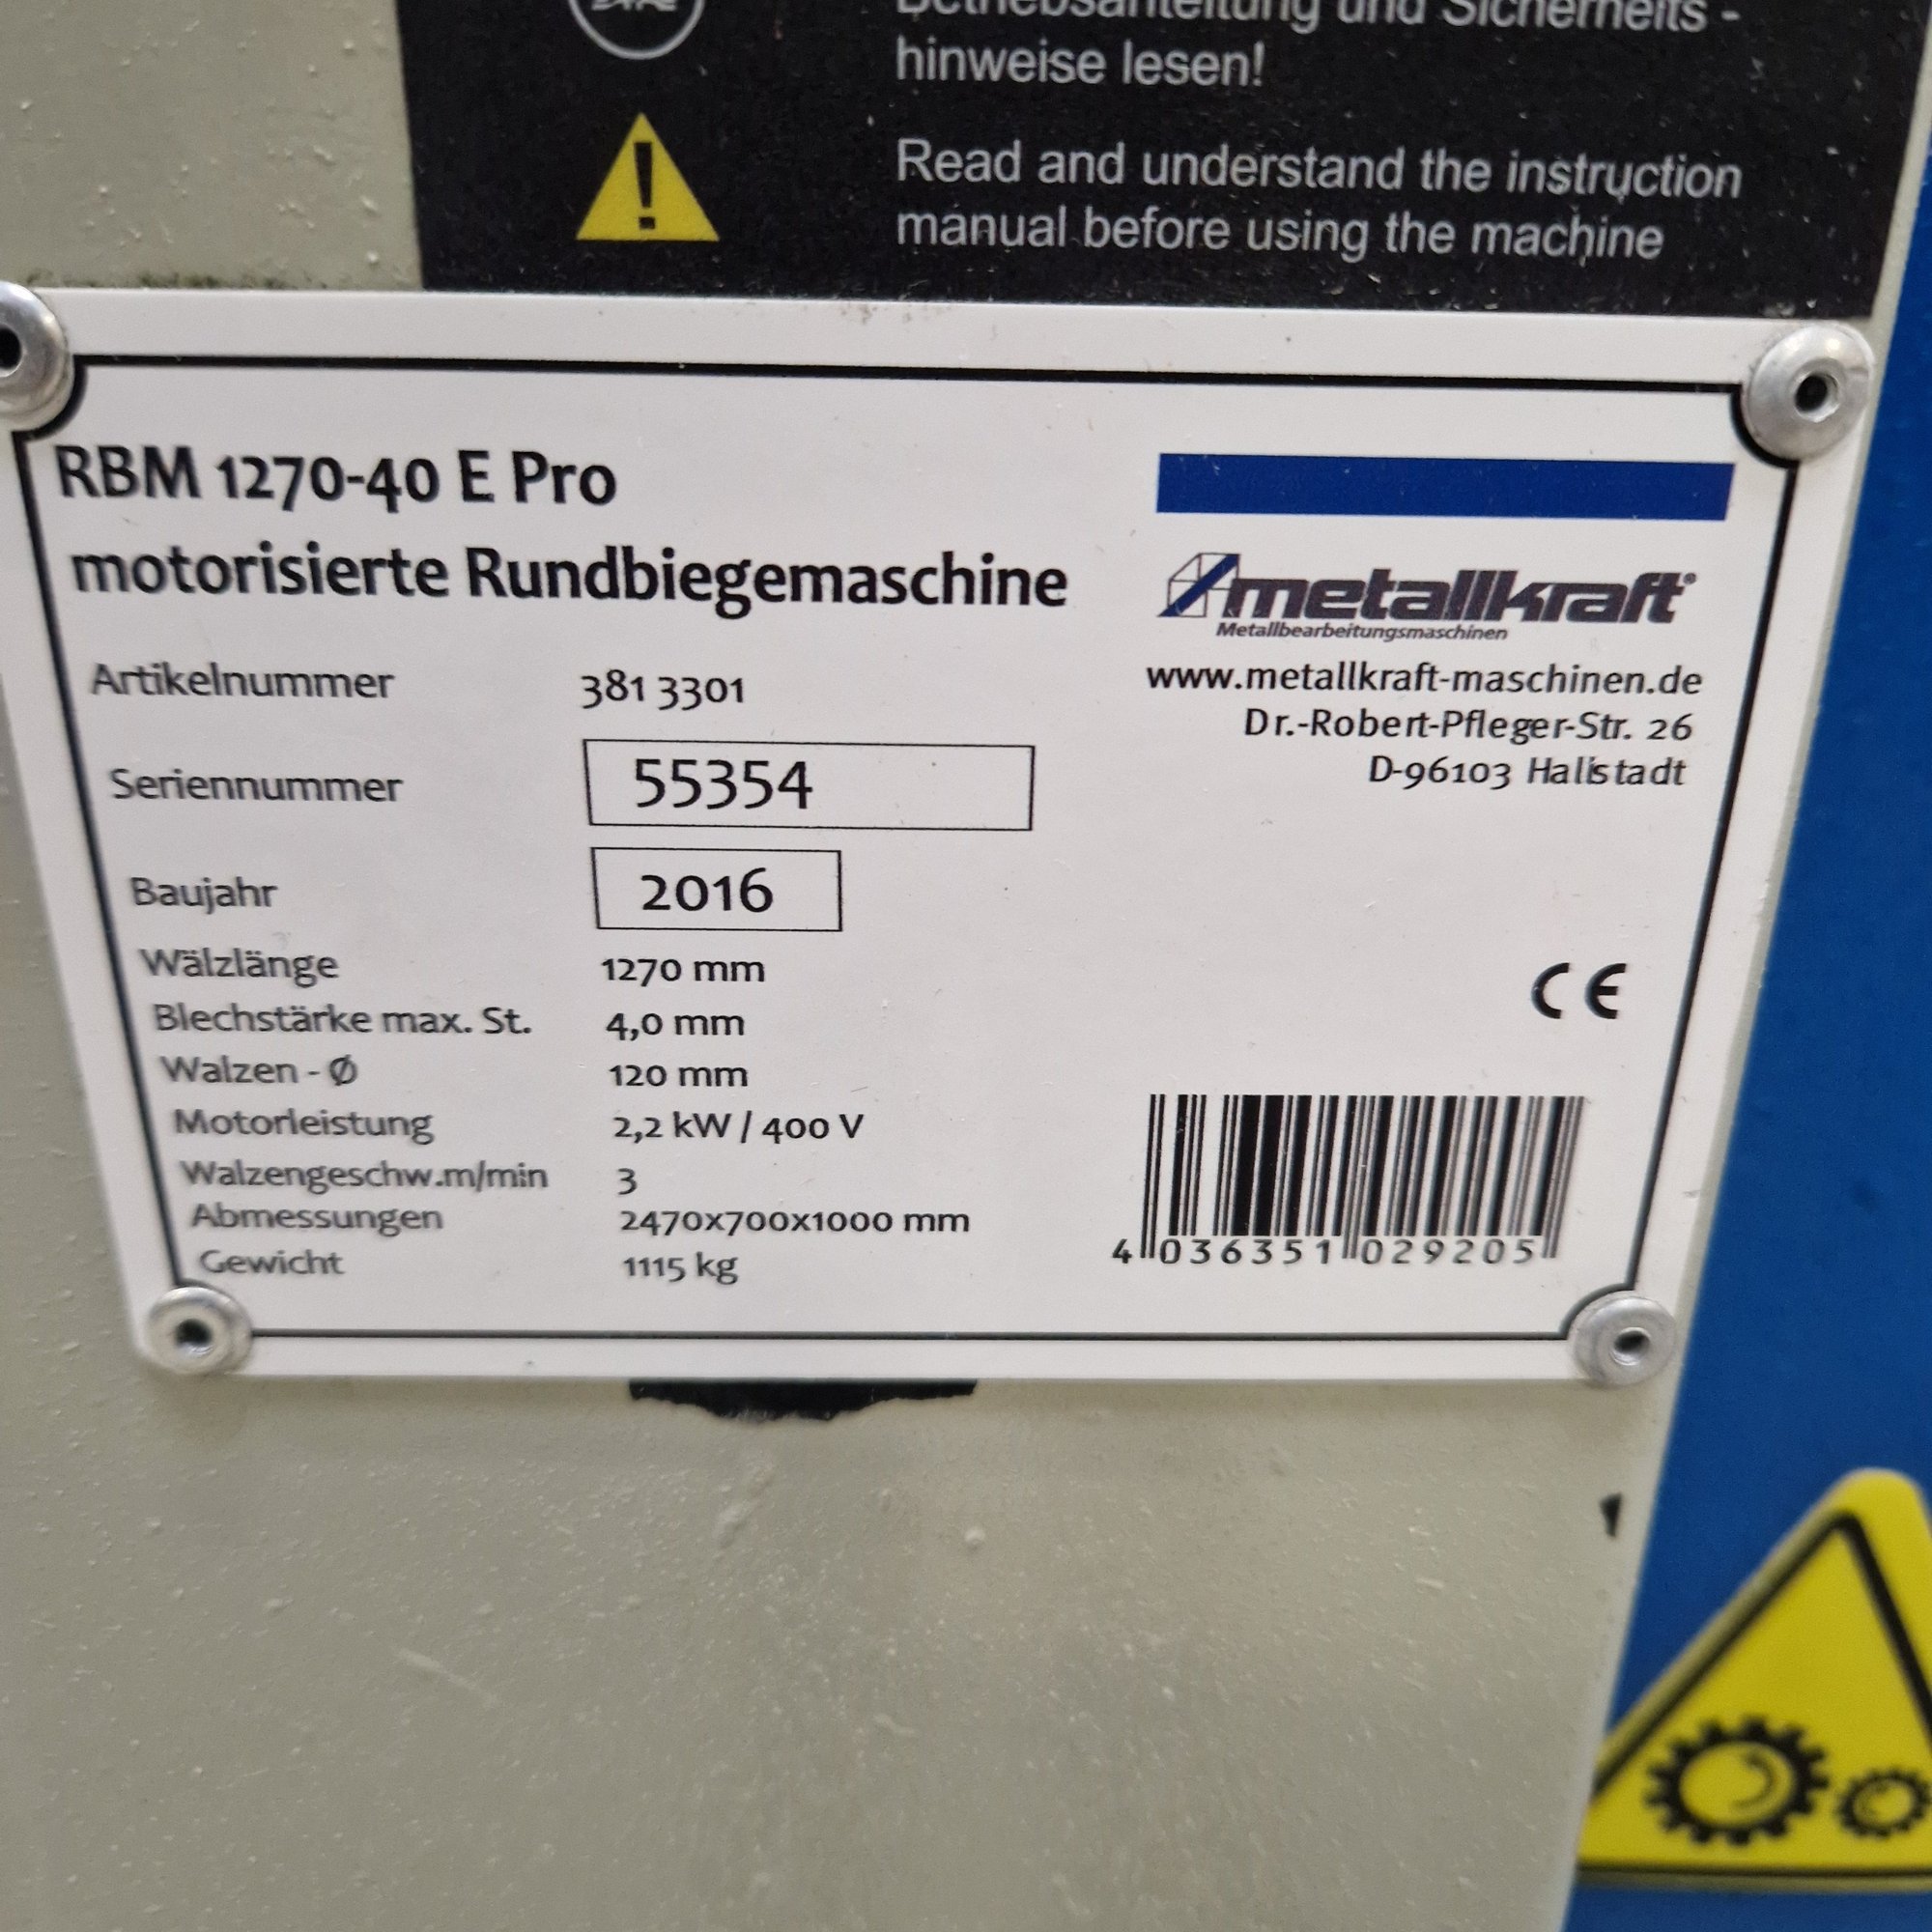 Betriebsanleitung und Sicherheits -
hinweise lesen!
Read and understand the instruction
manual before using the machine
RBM 1270-40 E Pro
motorisierte Rundbiegemaschine
metallkraft®
Metallbearbeitungsmaschinen
www.metallkraft-maschinen.de
Dr.-Robert-Pfleger-Str. 26
D-96103 Hallstadt
Artikelnummer 381 3301
Seriennummer 55354
Baujahr 2016
Wälzlänge 1270 mm
Blechstärke max. St. 4,0 mm
Walzen - Ø 120 mm
Motorleistung 2,2 kW / 400 V
Walzengeschw.m/min 3
Abmessungen 2470x700x1000 mm
Gewicht 1115 kg
CE
4 036351 029205